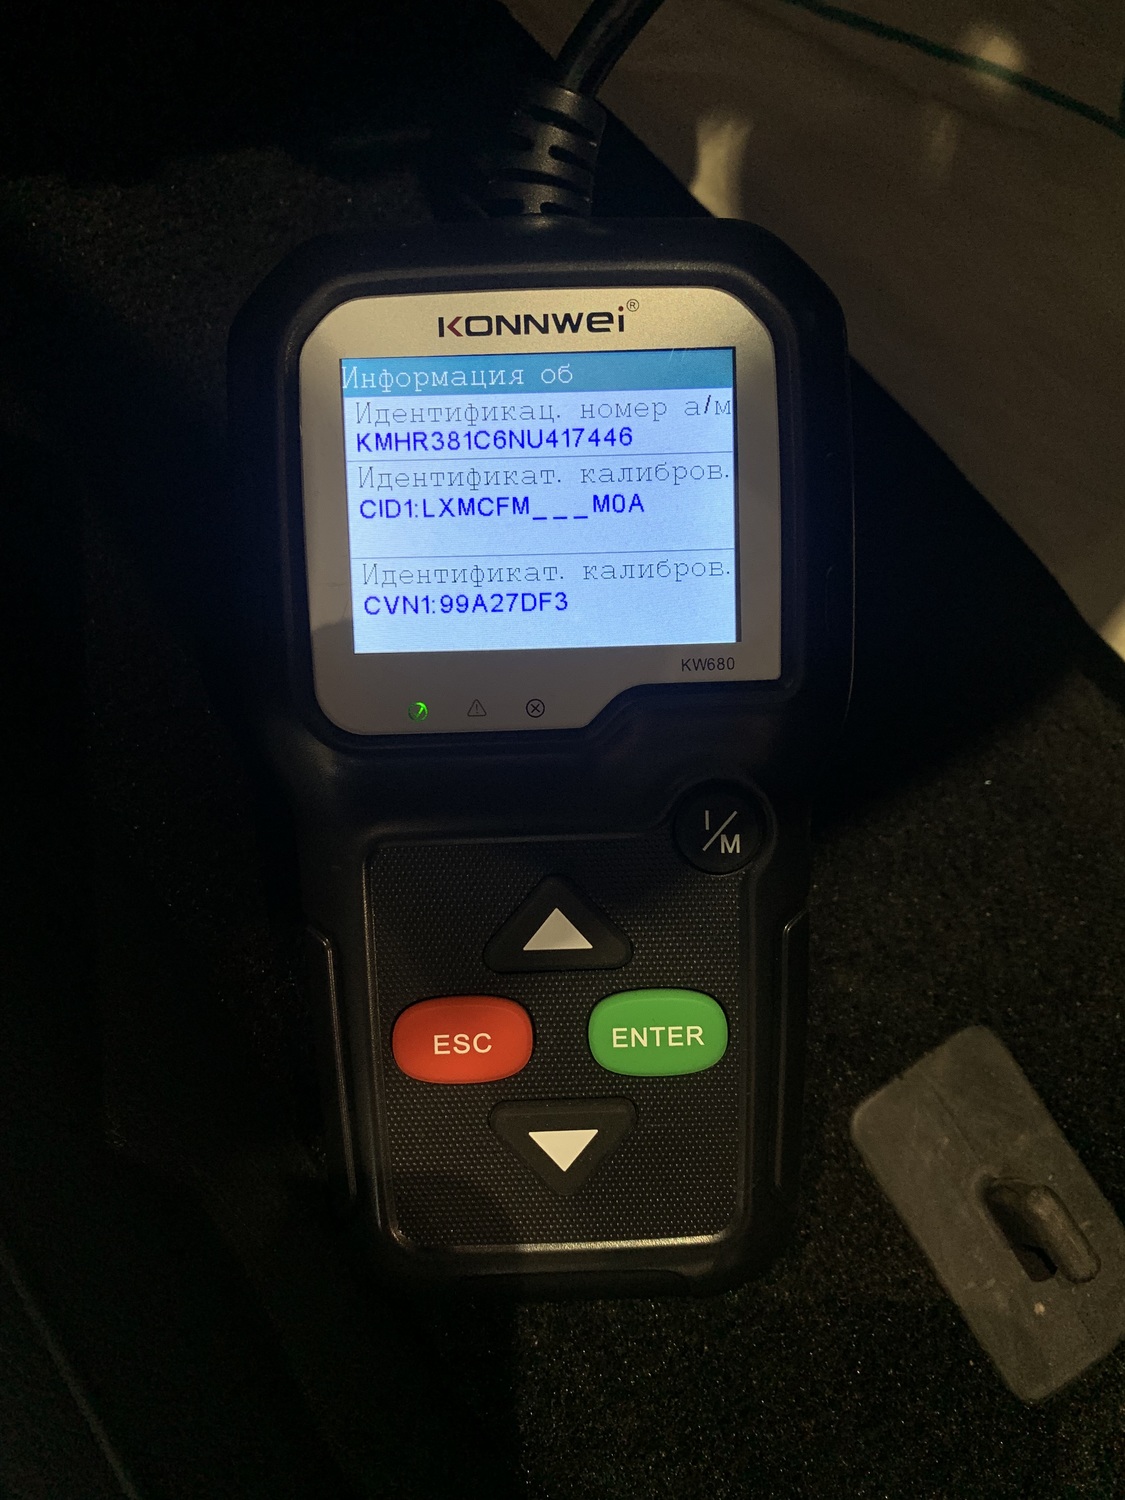 KONNWEI®
Информация об
Идентификац. номер а/м
KMHR381C6NU417446
Идентификат. калибров.
CID1:LXMCFM___M0A
Идентификат. калибров.
CVN1:99A27DF3
KW680
I/M
ESC
ENTER